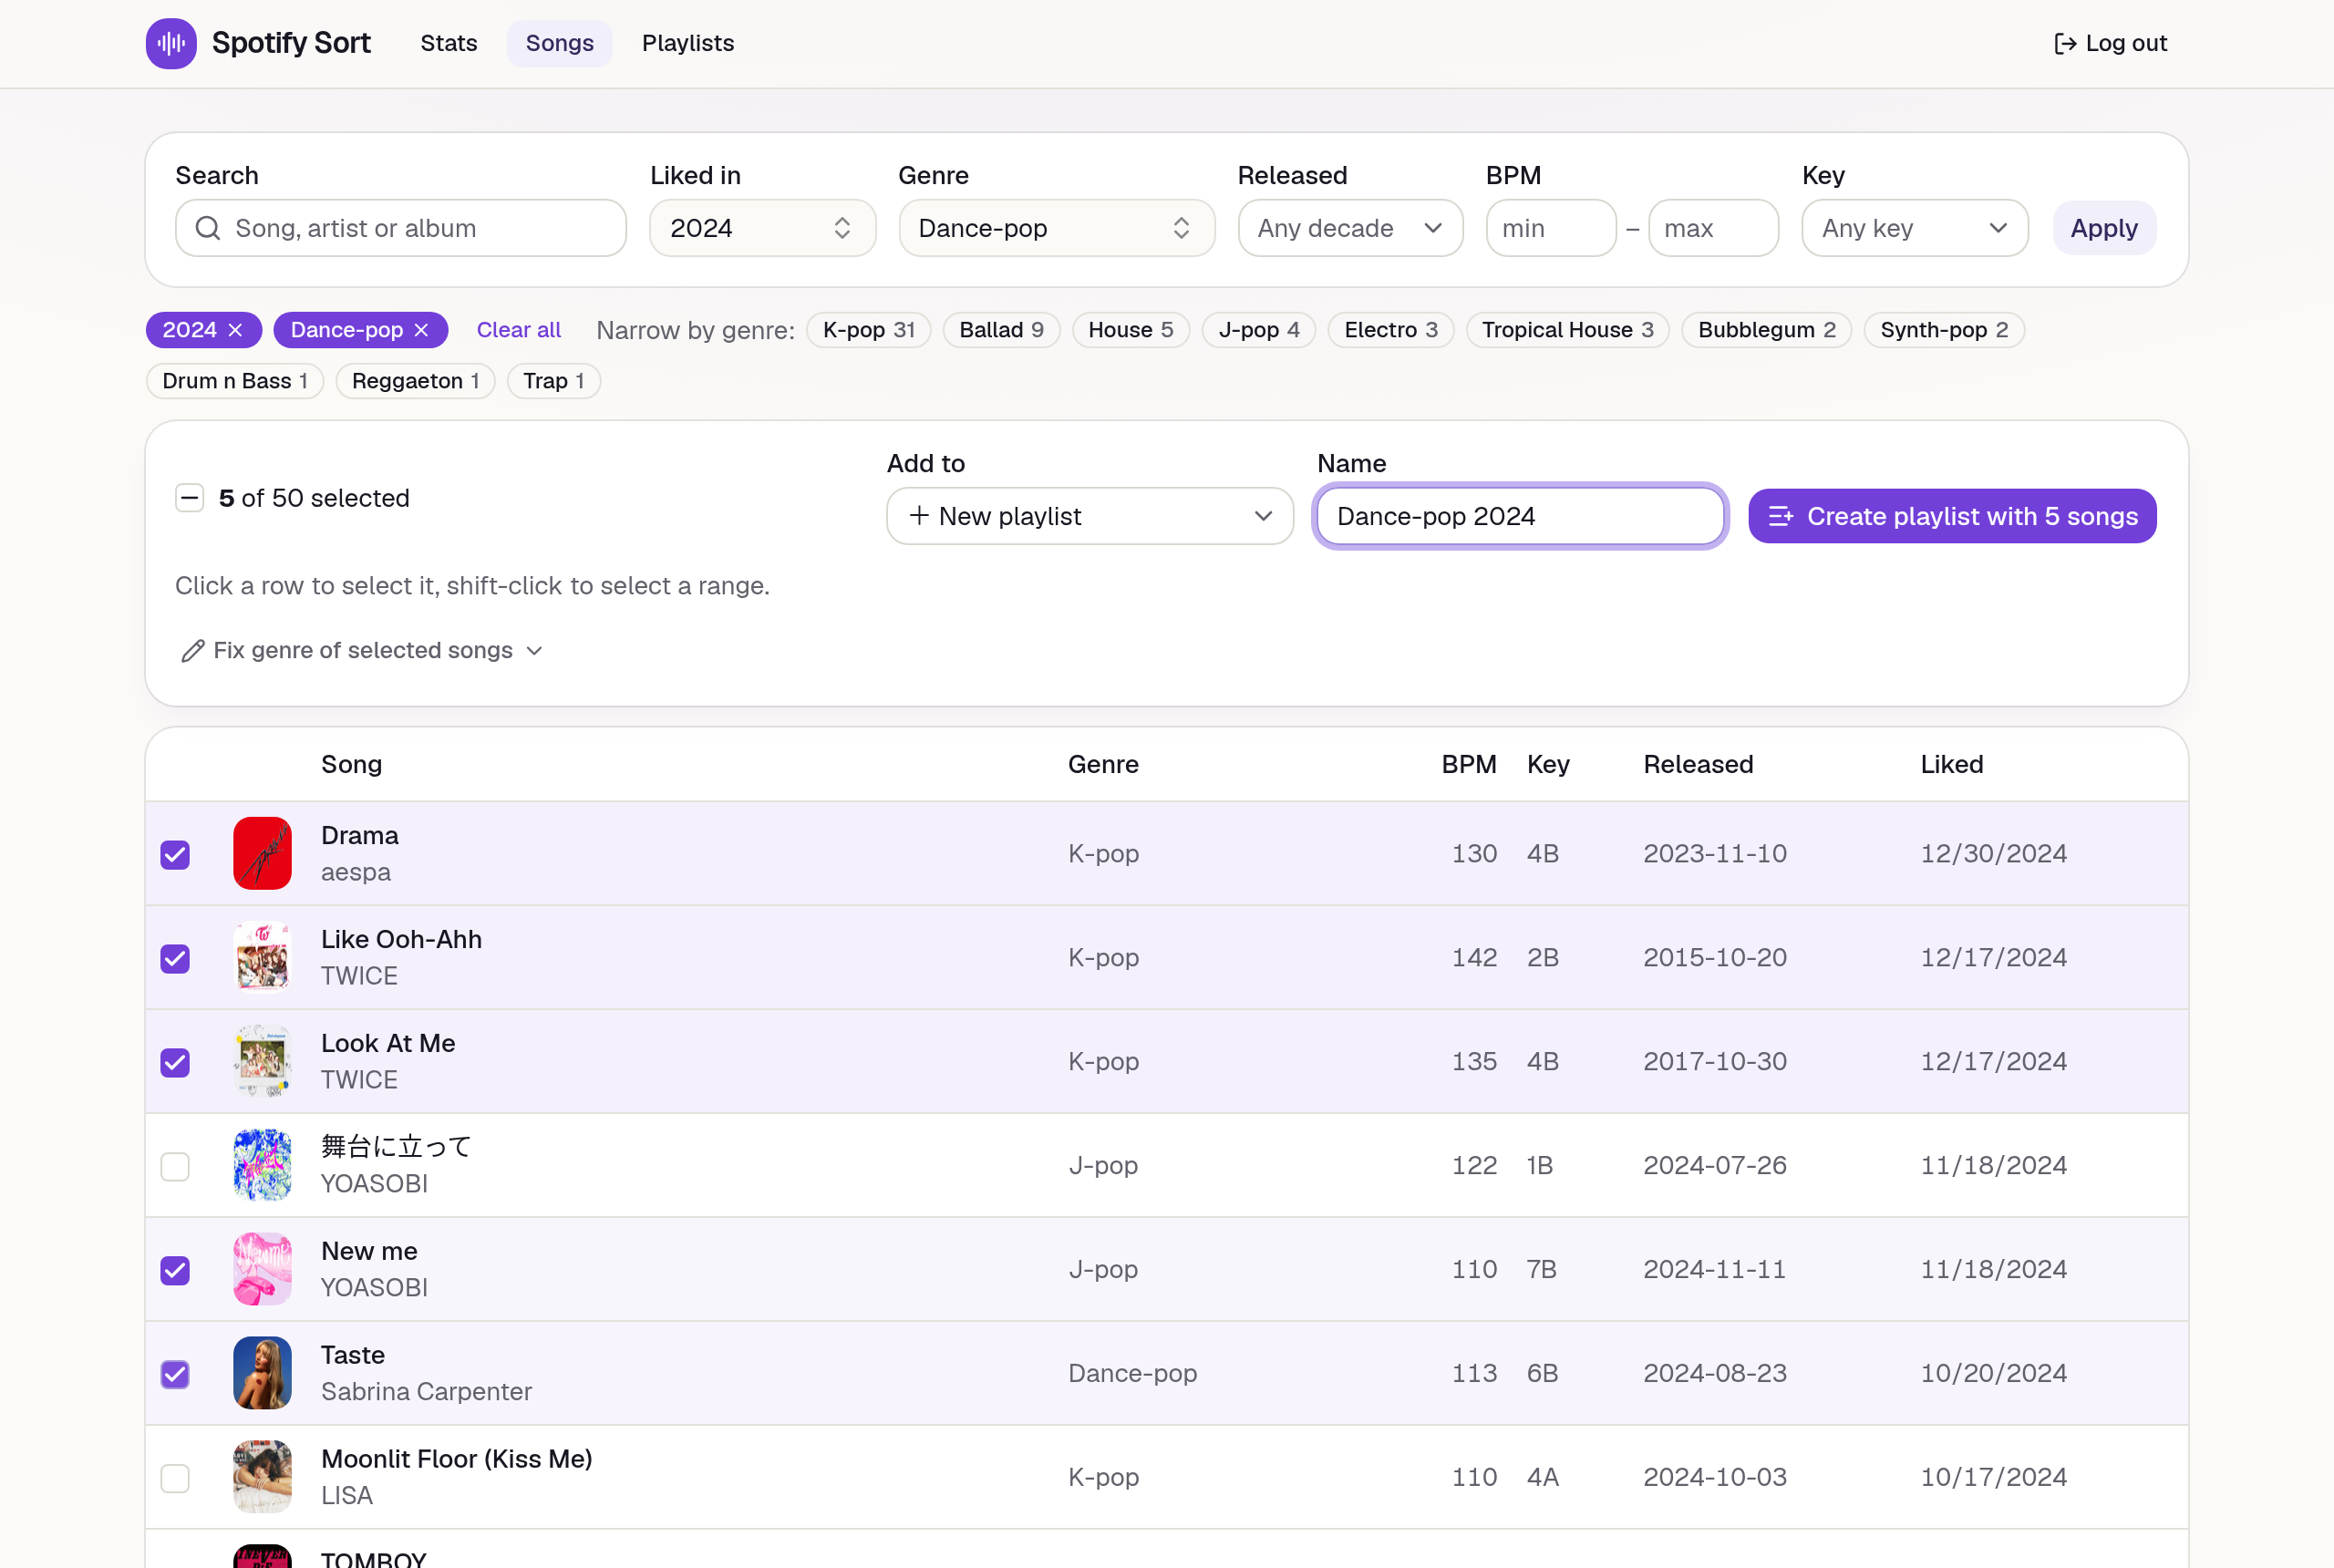 Spotify Sort Stats Songs Playlists Log out
Search Liked in Genre Released BPM Key
Song, artist or album 2024 Dance-pop Any decade min – max Any key Apply
2024 Dance-pop Clear all Narrow by genre: K-pop 31 Ballad 9 House 5 J-pop 4 Electro 3 Tropical House 3 Bubblegum 2 Synth-pop 2
Drum n Bass 1 Reggaeton 1 Trap 1
Add to Name
5 of 50 selected
New playlist Dance-pop 2024 Create playlist with 5 songs
Click a row to select it, shift-click to select a range.
Fix genre of selected songs
Song Genre BPM Key Released Liked
Drama
aespa
K-pop 130 4B 2023-11-10 12/30/2024
Like Ooh-Ahh
TWICE
K-pop 142 2B 2015-10-20 12/17/2024
Look At Me
TWICE
K-pop 135 4B 2017-10-30 12/17/2024
舞台に立って
YOASOBI
J-pop 122 1B 2024-07-26 11/18/2024
New me
YOASOBI
J-pop 110 7B 2024-11-11 11/18/2024
Taste
Sabrina Carpenter
Dance-pop 113 6B 2024-08-23 10/20/2024
Moonlit Floor (Kiss Me)
LISA
K-pop 110 4A 2024-10-03 10/17/2024
TOMBOY